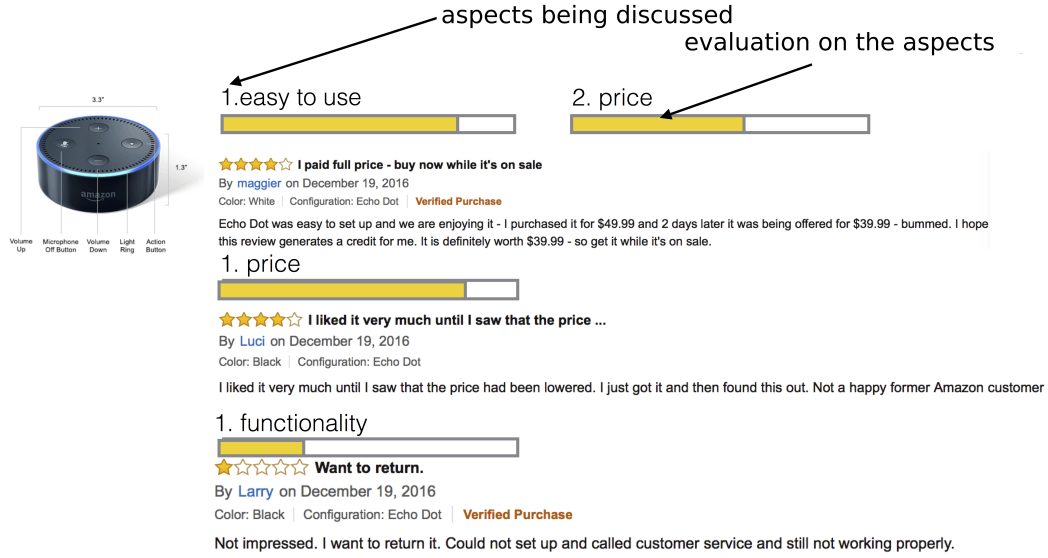 aspects being discussed
evaluation on the aspects
1.easy to use
2. price
3.3"
1.3"
amazon
Volume Up
Microphone Off Button
Volume Down
Light Ring
Action Button
I paid full price - buy now while it's on sale
By maggier on December 19, 2016
Color: White | Configuration: Echo Dot | Verified Purchase
Echo Dot was easy to set up and we are enjoying it - I purchased it for $49.99 and 2 days later it was being offered for $39.99 - bummed. I hope
this review generates a credit for me. It is definitely worth $39.99 - so get it while it's on sale.
1. price
I liked it very much until I saw that the price ...
By Luci on December 19, 2016
Color: Black | Configuration: Echo Dot
I liked it very much until I saw that the price had been lowered. I just got it and then found this out. Not a happy former Amazon customer
1. functionality
Want to return.
By Larry on December 19, 2016
Color: Black | Configuration: Echo Dot | Verified Purchase
Not impressed. I want to return it. Could not set up and called customer service and still not working properly.